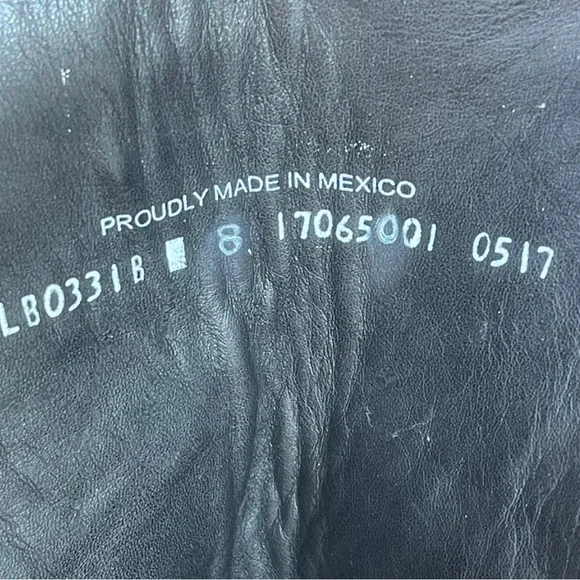 PROUDLY MADE IN MEXICO
LB0331B ■ 8 17065001 0517